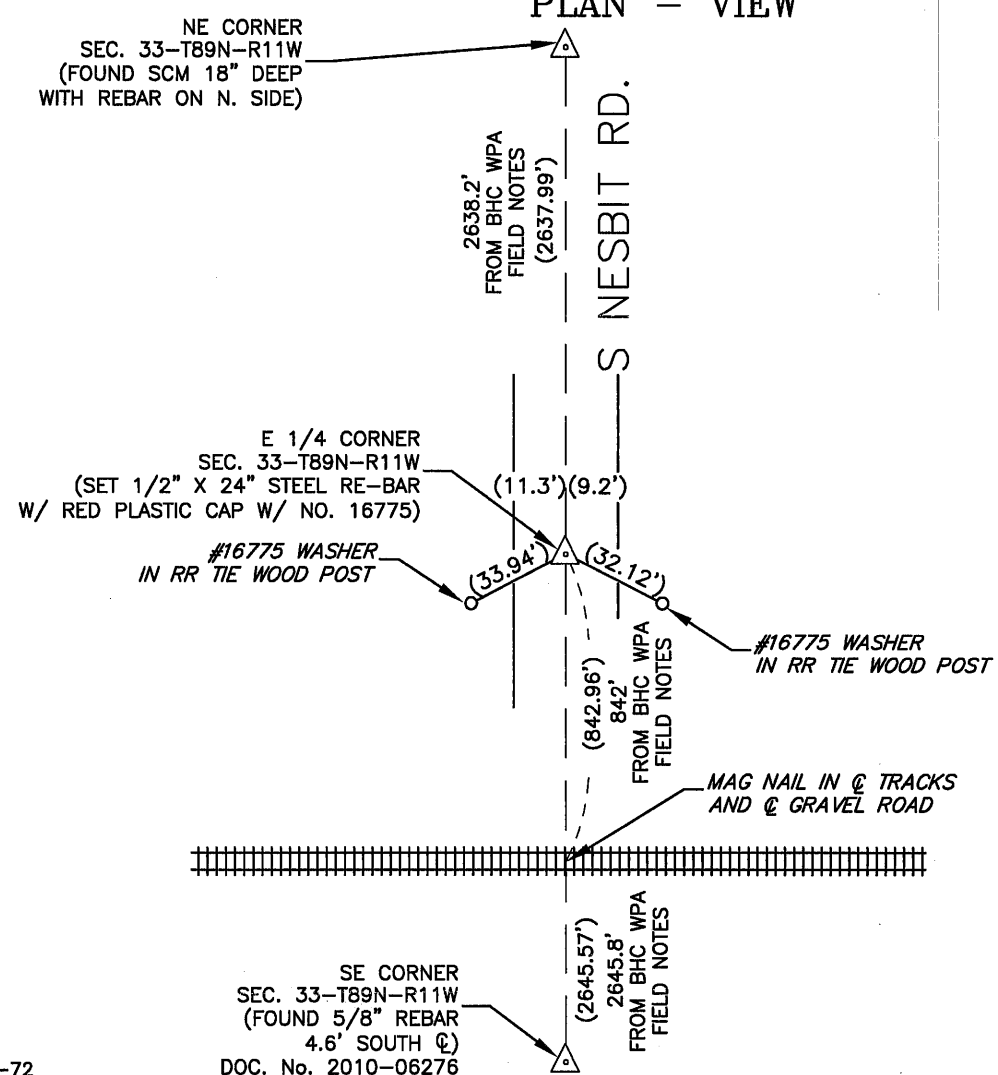 PLAN – VIEW
NE CORNER
SEC. 33–T89N–R11W
(FOUND SCM 18" DEEP
WITH REBAR ON N. SIDE)
2638.2'
FROM BHC WPA
FIELD NOTES
(2637.99')
S NESBIT RD.
E 1/4 CORNER
SEC. 33–T89N–R11W
(SET 1/2" X 24" STEEL RE–BAR
W/ RED PLASTIC CAP W/ NO. 16775)
(11.3')
(9.2')
#16775 WASHER
IN RR TIE WOOD POST
(33.94')
(32.12')
#16775 WASHER
IN RR TIE WOOD POST
(842.96')
842'
FROM BHC WPA
FIELD NOTES
MAG NAIL IN ℄ TRACKS
AND ℄ GRAVEL ROAD
(2645.57')
2645.8'
FROM BHC WPA
FIELD NOTES
SE CORNER
SEC. 33–T89N–R11W
(FOUND 5/8" REBAR
4.6' SOUTH ℄)
DOC. No. 2010–06276
–72